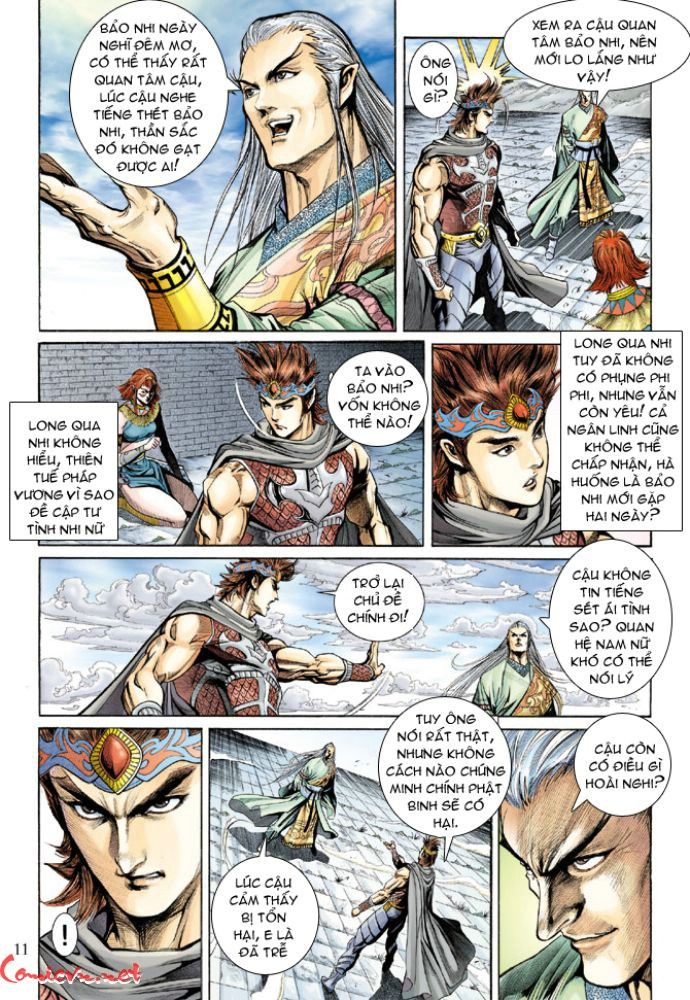 BẢO NHI NGÀY
NGHĨ ĐÊM MƠ,
CÓ THỂ THẤY RẤT
QUAN TÂM CẬU,
LÚC CẬU NGHE
TIẾNG THÉT BẢO
NHI, THẦN SẮC
ĐÓ KHÔNG GẠT
ĐƯỢC AI!
XEM RA CẬU QUAN
TÂM BẢO NHI, NÊN
MỚI LO LẮNG NHƯ
VẬY!
ÔNG
NÓI
GÌ?
LONG QUA
NHI KHÔNG
HIỂU, THIÊN
TUẾ PHÁP
VƯƠNG VÌ SAO
ĐỀ CẬP TƯ
TÌNH NHI NỮ
TA VÀO
BẢO NHI?
VỐN KHÔNG
THỂ NÀO!
LONG QUA NHI
TUY ĐÃ KHÔNG
CÓ PHỤNG PHI
PHI, NHƯNG VẪN
CÒN YÊU! CẢ
NGÂN LINH CŨNG
KHÔNG THỂ
CHẤP NHẬN, HÀ
HUỐNG LÀ BẢO
NHI MỚI GẶP
HAI NGÀY?
TRỞ LẠI
CHỦ ĐỀ
CHÍNH ĐI!
CẬU KHÔNG
TIN TIẾNG
SÉT ÁI TÌNH
SAO? QUAN
HỆ NAM NỮ
KHÓ CÓ THỂ
NÓI LÝ
!
TUY ÔNG
NÓI RẤT THẬT,
NHƯNG KHÔNG
CÁCH NÀO CHỨNG
MINH CHÍNH PHẬT
BINH SẼ CÓ
HẠI.
LÚC CẬU
CẢM THẤY
BỊ TỔN
HẠI, E LÀ
ĐÃ TRỄ
CẬU CÒN
CÓ ĐIỀU GÌ
HOÀI NGHI?
11
Comicvn.net